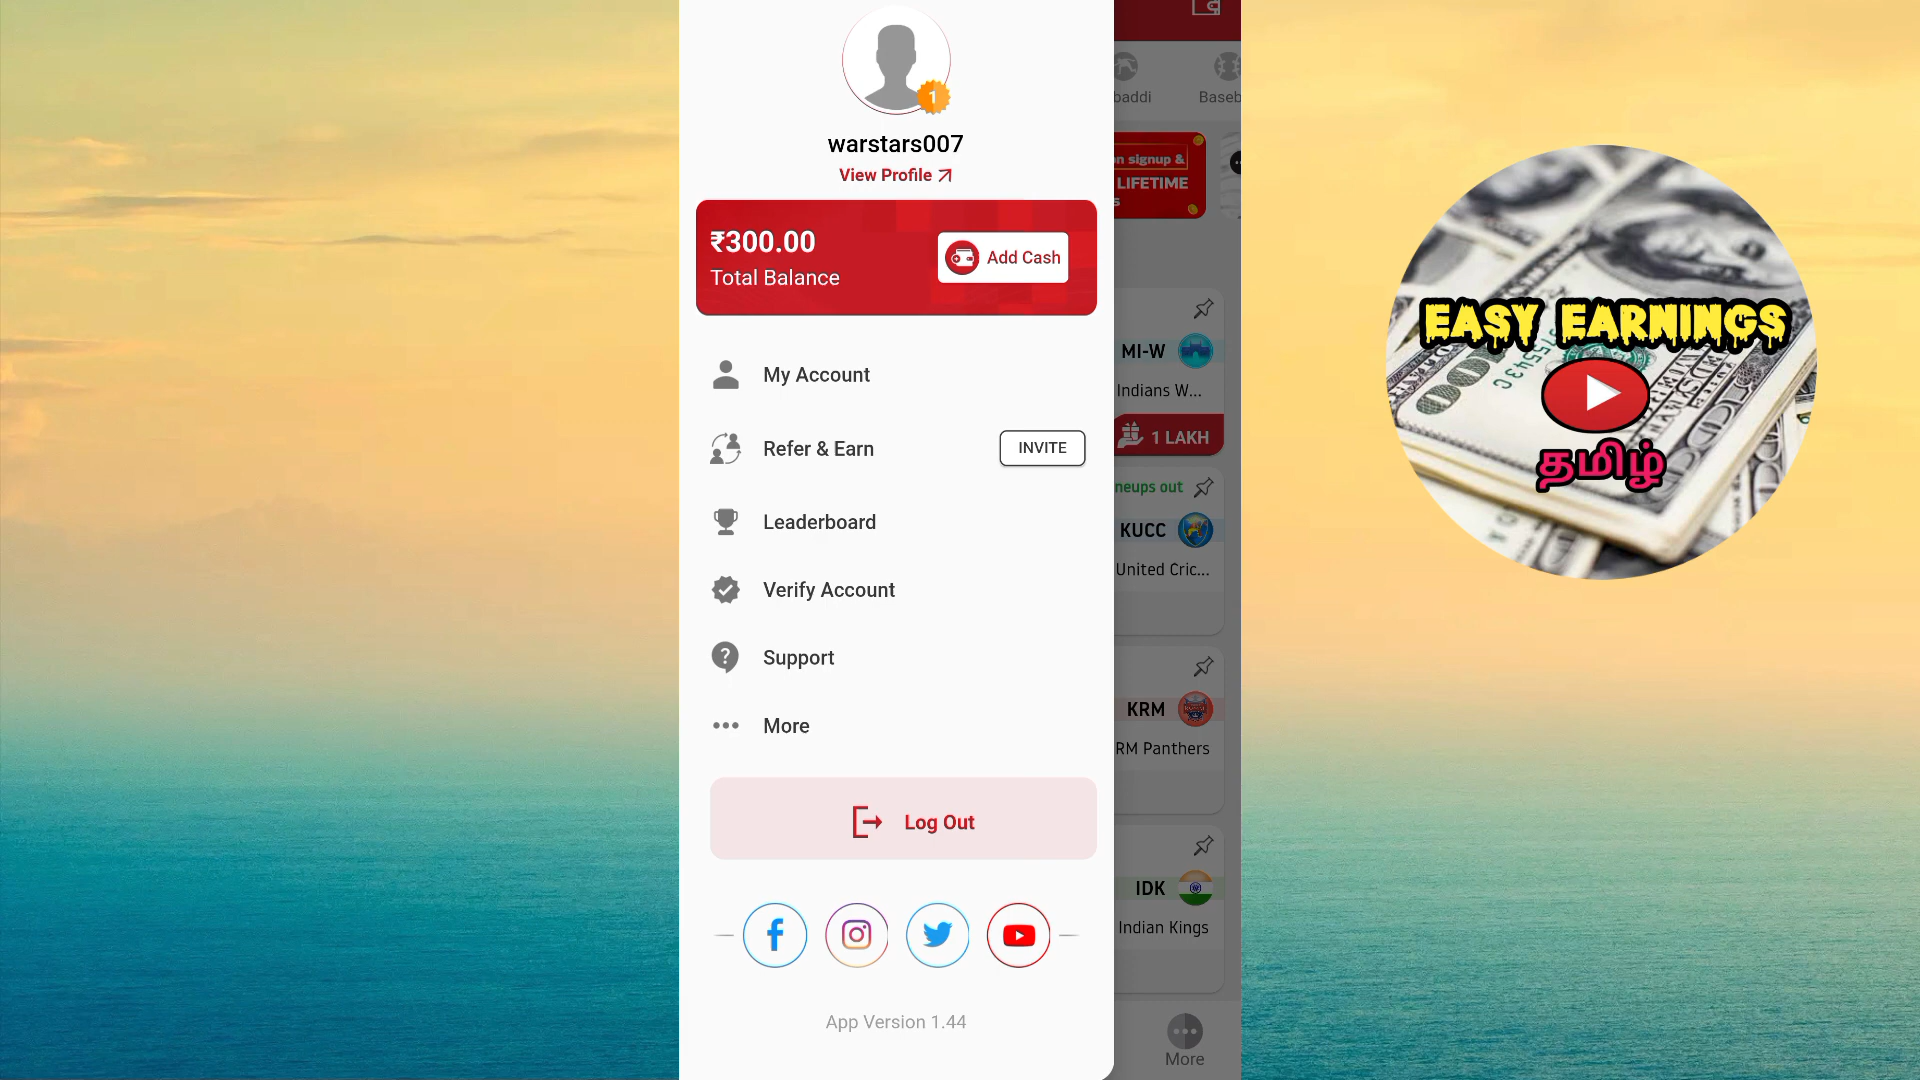 1
warstars007
View Profile
₹300.00
Total Balance
Add Cash
My Account
Refer & Earn
INVITE
Leaderboard
Verify Account
Support
More
Log Out
App Version 1.44
baddi
Baseb
n signup &
LIFETIME
MI-W
Indians W...
1 LAKH
neups out
KUCC
United Cric...
KRM
RM Panthers
IDK
Indian Kings
More
EASY EARNINGS
தமிழ்